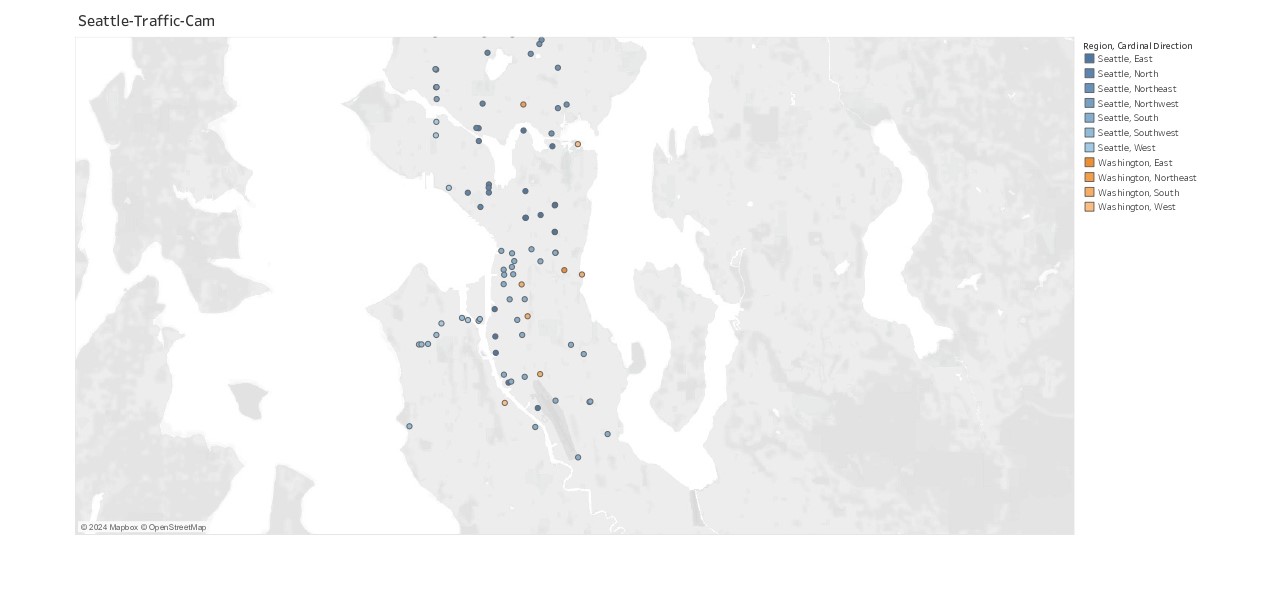 Seattle-Traffic-Cam
Region, Cardinal Direction
Seattle, East
Seattle, North
Seattle, Northeast
Seattle, Northwest
Seattle, South
Seattle, Southwest
Seattle, West
Washington, East
Washington, Northeast
Washington, South
Washington, West
© 2024 Mapbox © OpenStreetMap